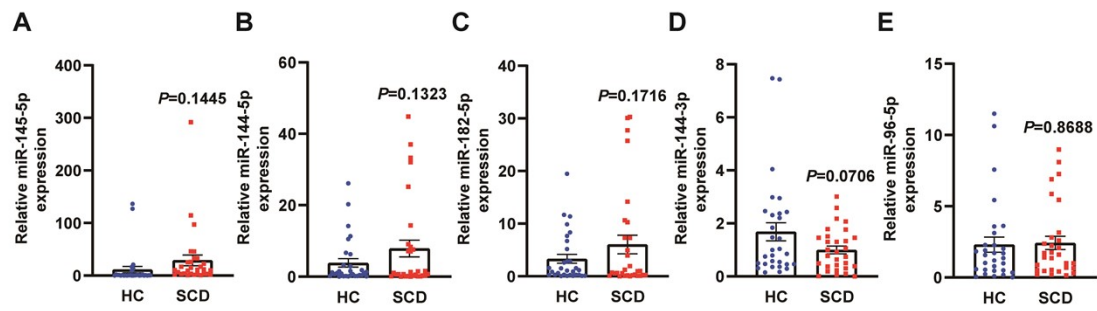 A
Relative miR-145-5p
expression
400
300
200
100
0
P=0.1445
HC
SCD
B
Relative miR-144-5p
expression
60
40
20
0
P=0.1323
HC
SCD
C
Relative miR-182-5p
expression
40
30
20
10
0
P=0.1716
HC
SCD
D
Relative miR-144-3p
expression
8
6
4
2
0
P=0.0706
HC
SCD
E
Relative miR-96-5p
expression
15
10
5
0
P=0.8688
HC
SCD